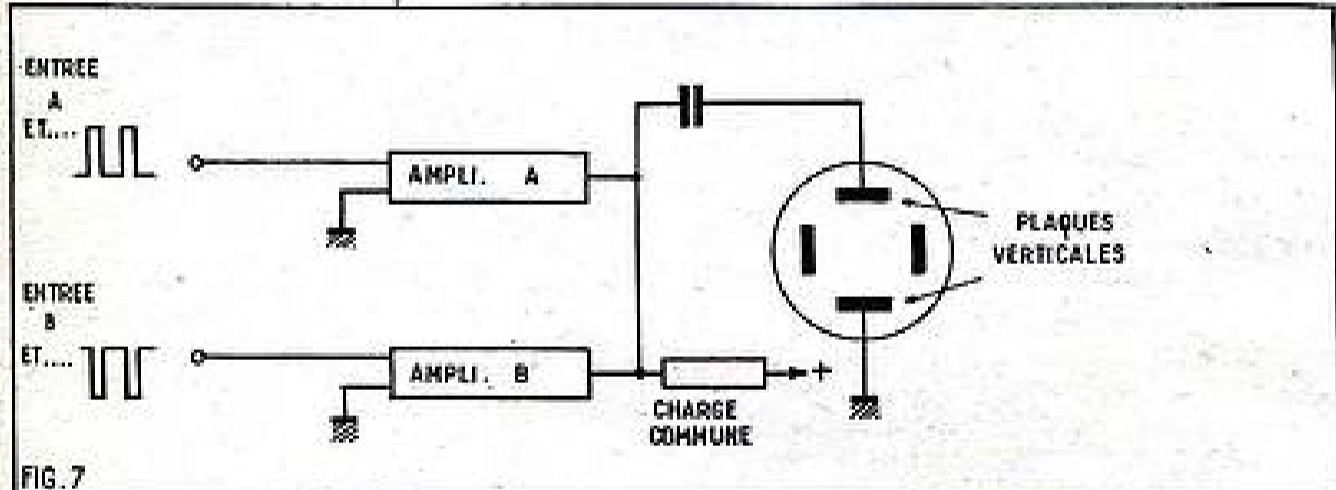 ENTREE
A
ET....
AMPLI. A
PLAQUES
VERTICALES
ENTREE
B
ET....
AMPLI. B
+
CHARGE
COMMUNE
FIG.7